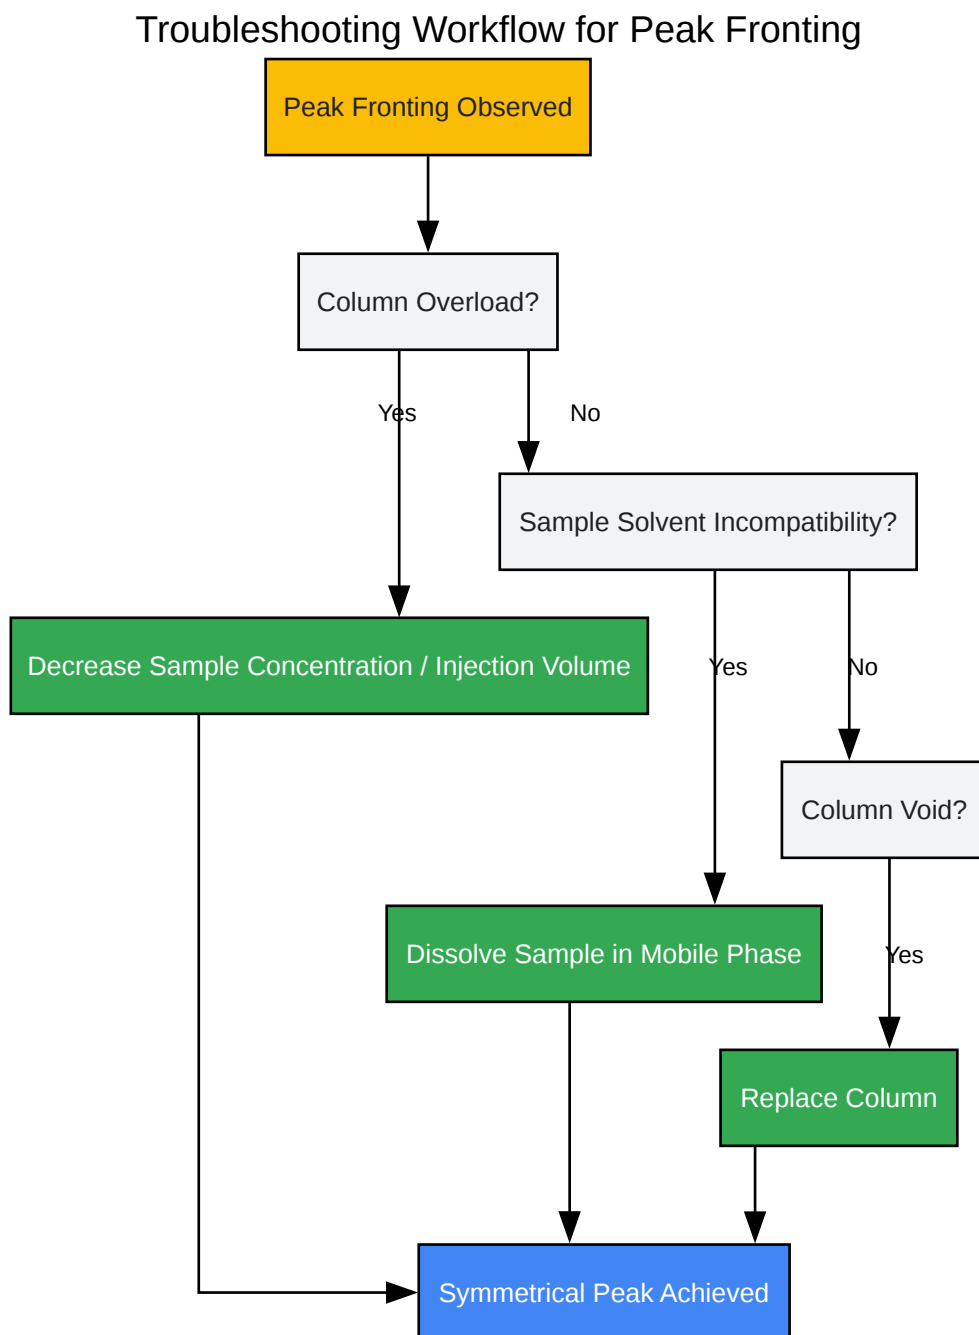 Troubleshooting Workflow for Peak Fronting
Peak Fronting Observed
Column Overload?
Yes
No
Sample Solvent Incompatibility?
Decrease Sample Concentration / Injection Volume
Yes
No
Column Void?
Dissolve Sample in Mobile Phase
Yes
Replace Column
Symmetrical Peak Achieved